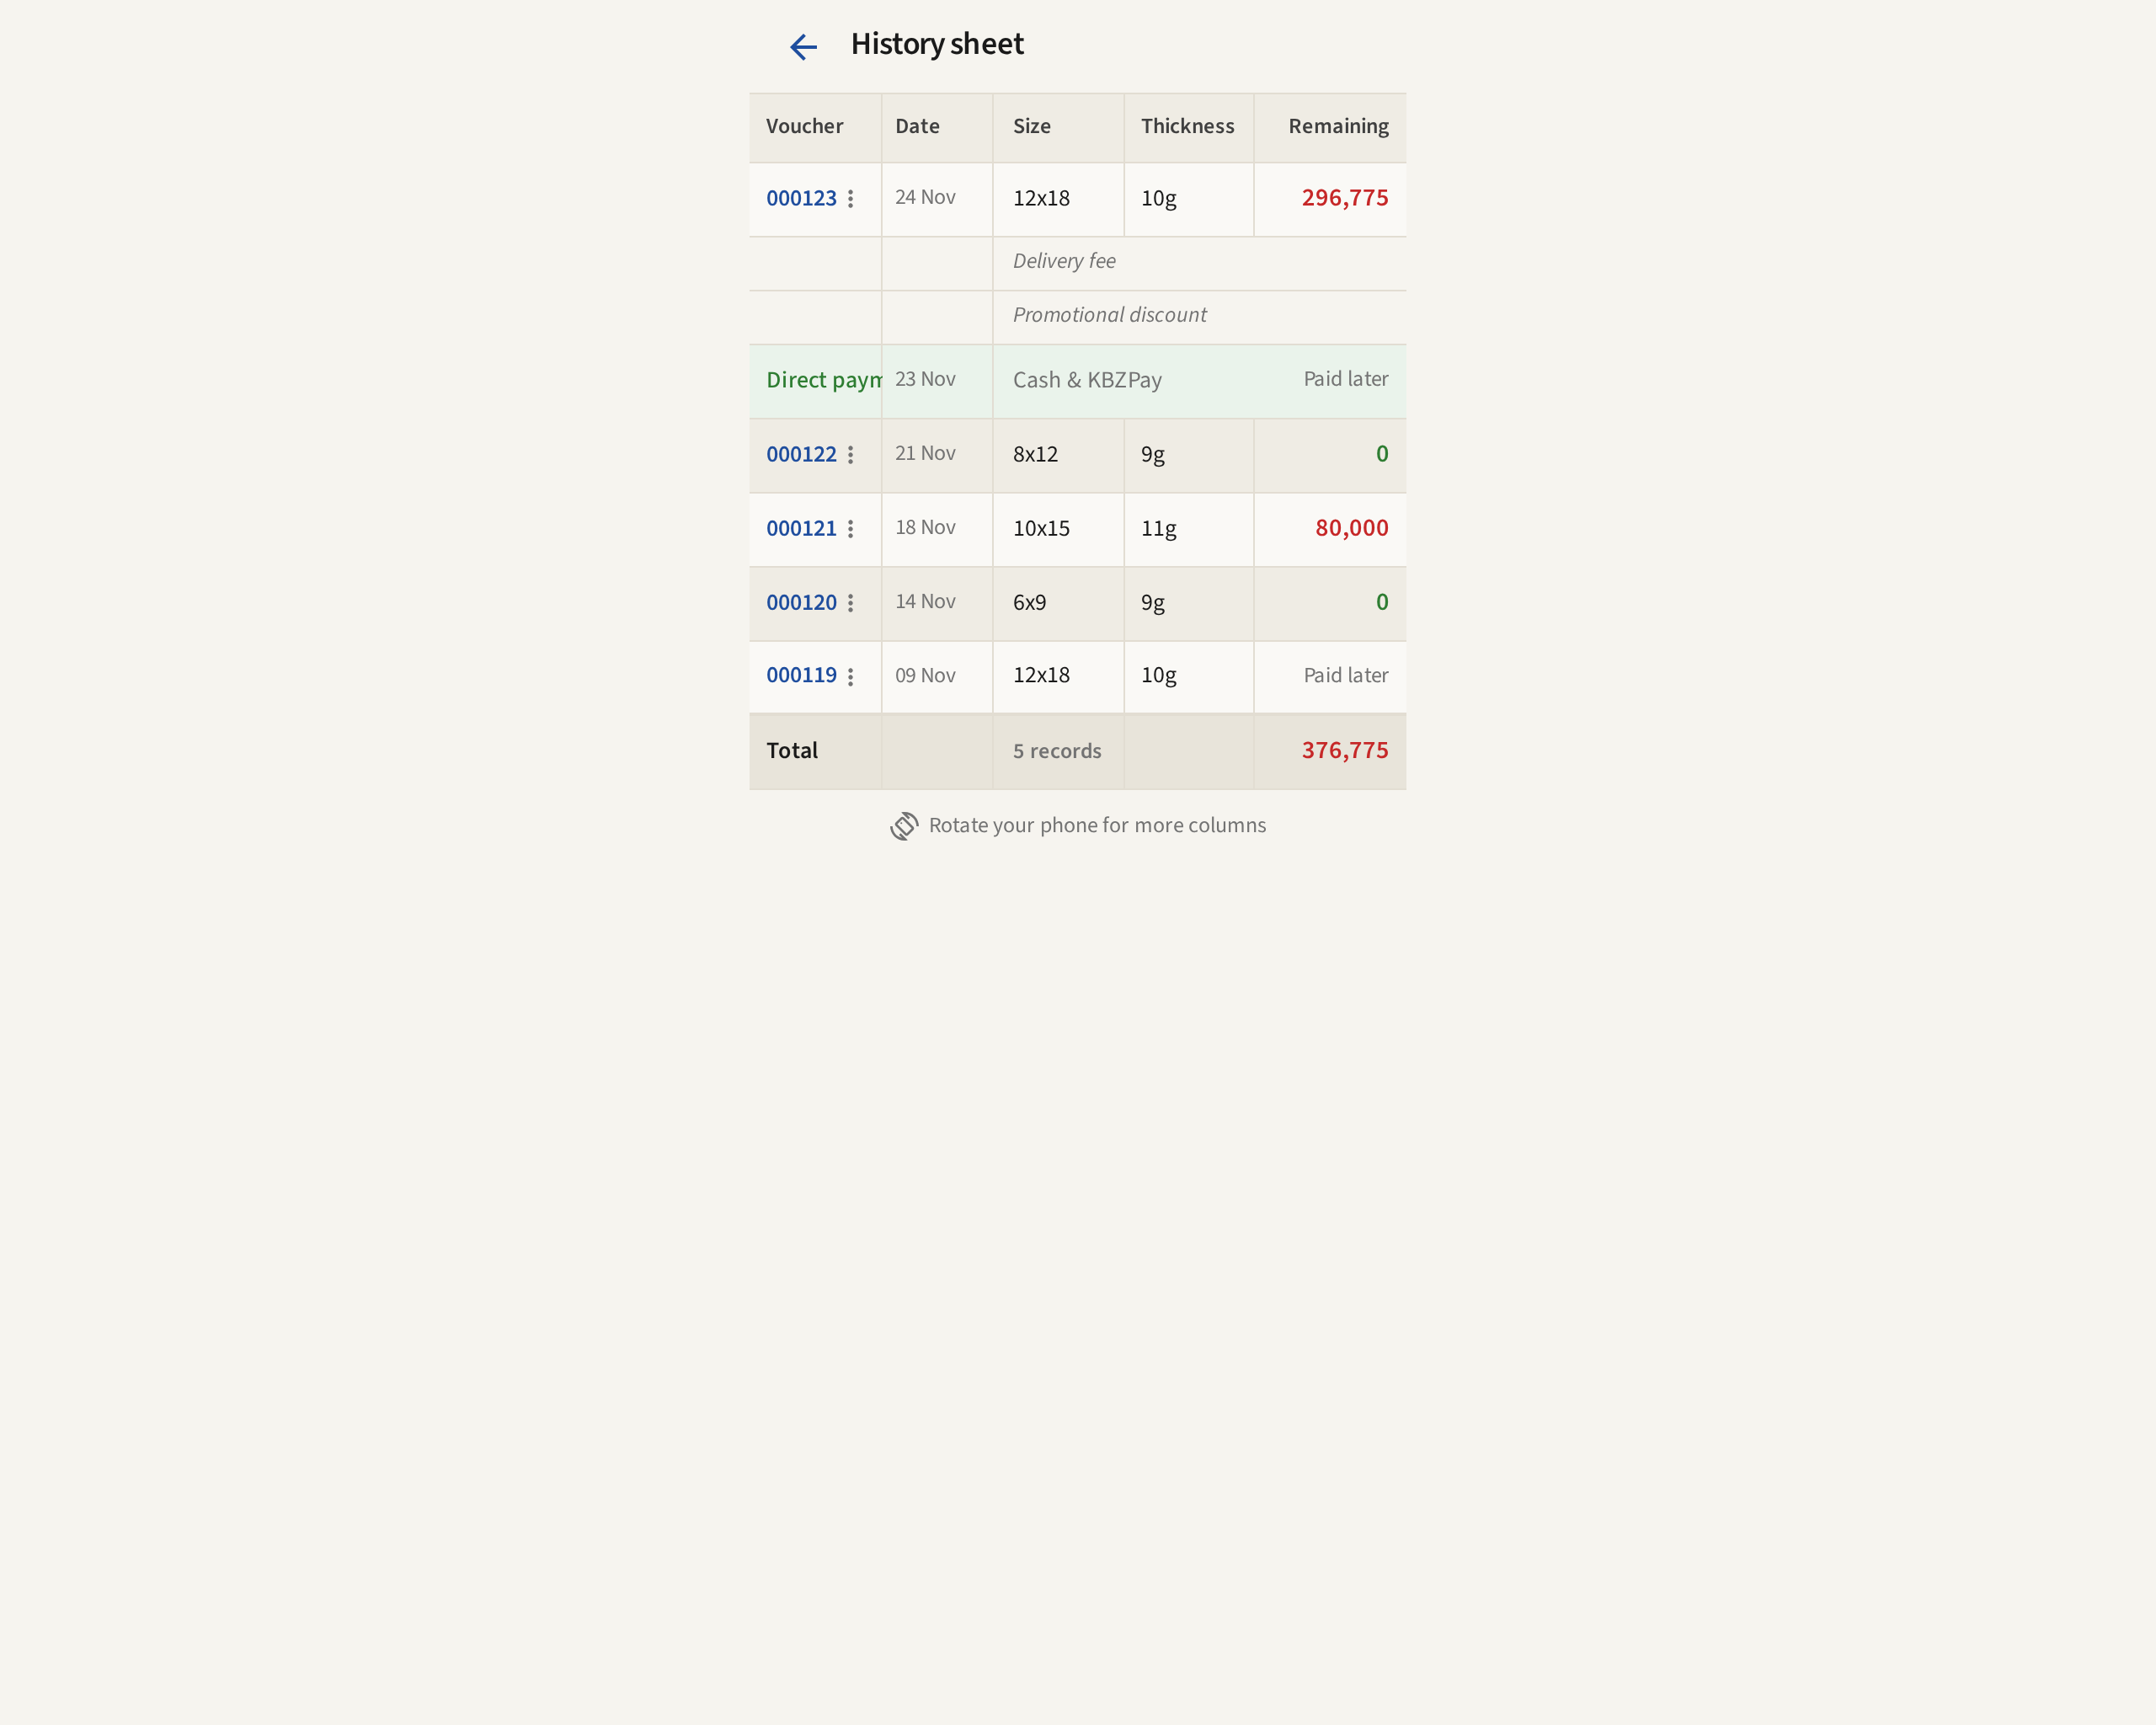 History sheet
Voucher Date Size Thickness Remaining
000123 24 Nov 12x18 10g 296,775
Delivery fee
Promotional discount
Direct paym 23 Nov Cash & KBZPay Paid later
000122 21 Nov 8x12 9g 0
000121 18 Nov 10x15 11g 80,000
000120 14 Nov 6x9 9g 0
000119 09 Nov 12x18 10g Paid later
Total 5 records 376,775
Rotate your phone for more columns